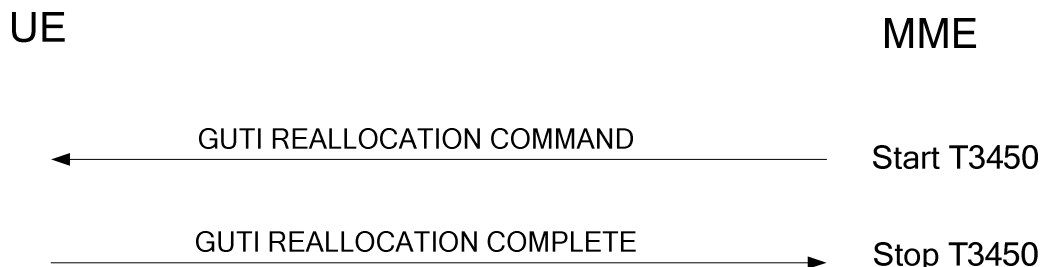 UE
MME
GUTI REALLOCATION COMMAND
Start T3450
GUTI REALLOCATION COMPLETE
Stop T3450